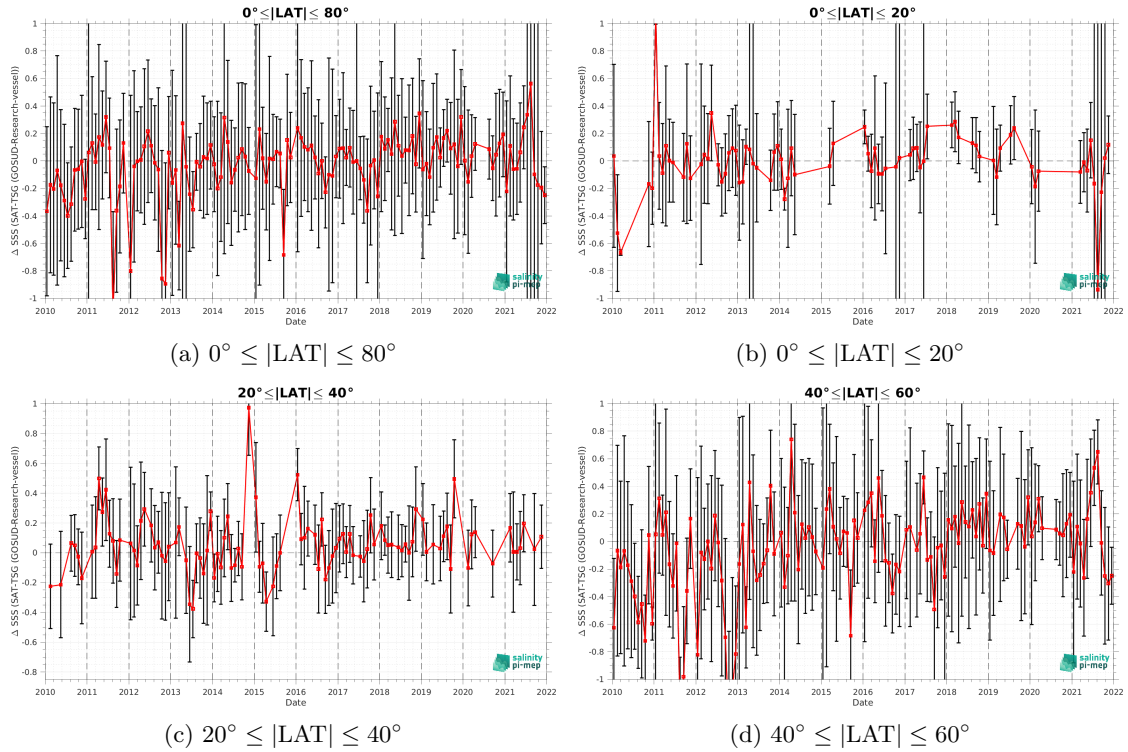 0°≤|LAT|≤ 80°
Δ SSS (SAT-TSG (GOSUD-Research-vessel))
1
0.8
0.6
0.4
0.2
0
-0.2
-0.4
-0.6
-0.8
-1
2010 2011 2012 2013 2014 2015 2016 2017 2018 2019 2020 2021 2022
Date
salinity
pi-mep
(a) 0° ≤ |LAT| ≤ 80°
0°≤|LAT|≤ 20°
Δ SSS (SAT-TSG (GOSUD-Research-vessel))
1
0.8
0.6
0.4
0.2
0
-0.2
-0.4
-0.6
-0.8
-1
2010 2011 2012 2013 2014 2015 2016 2017 2018 2019 2020 2021 2022
Date
salinity
pi-mep
(b) 0° ≤ |LAT| ≤ 20°
20°≤|LAT|≤ 40°
Δ SSS (SAT-TSG (GOSUD-Research-vessel))
1
0.8
0.6
0.4
0.2
0
-0.2
-0.4
-0.6
-0.8
2010 2011 2012 2013 2014 2015 2016 2017 2018 2019 2020 2021 2022
Date
salinity
pi-mep
(c) 20° ≤ |LAT| ≤ 40°
40°≤|LAT|≤ 60°
Δ SSS (SAT-TSG (GOSUD-Research-vessel))
1
0.8
0.6
0.4
0.2
0
-0.2
-0.4
-0.6
-0.8
-1
2010 2011 2012 2013 2014 2015 2016 2017 2018 2019 2020 2021 2022
Date
salinity
pi-mep
(d) 40° ≤ |LAT| ≤ 60°